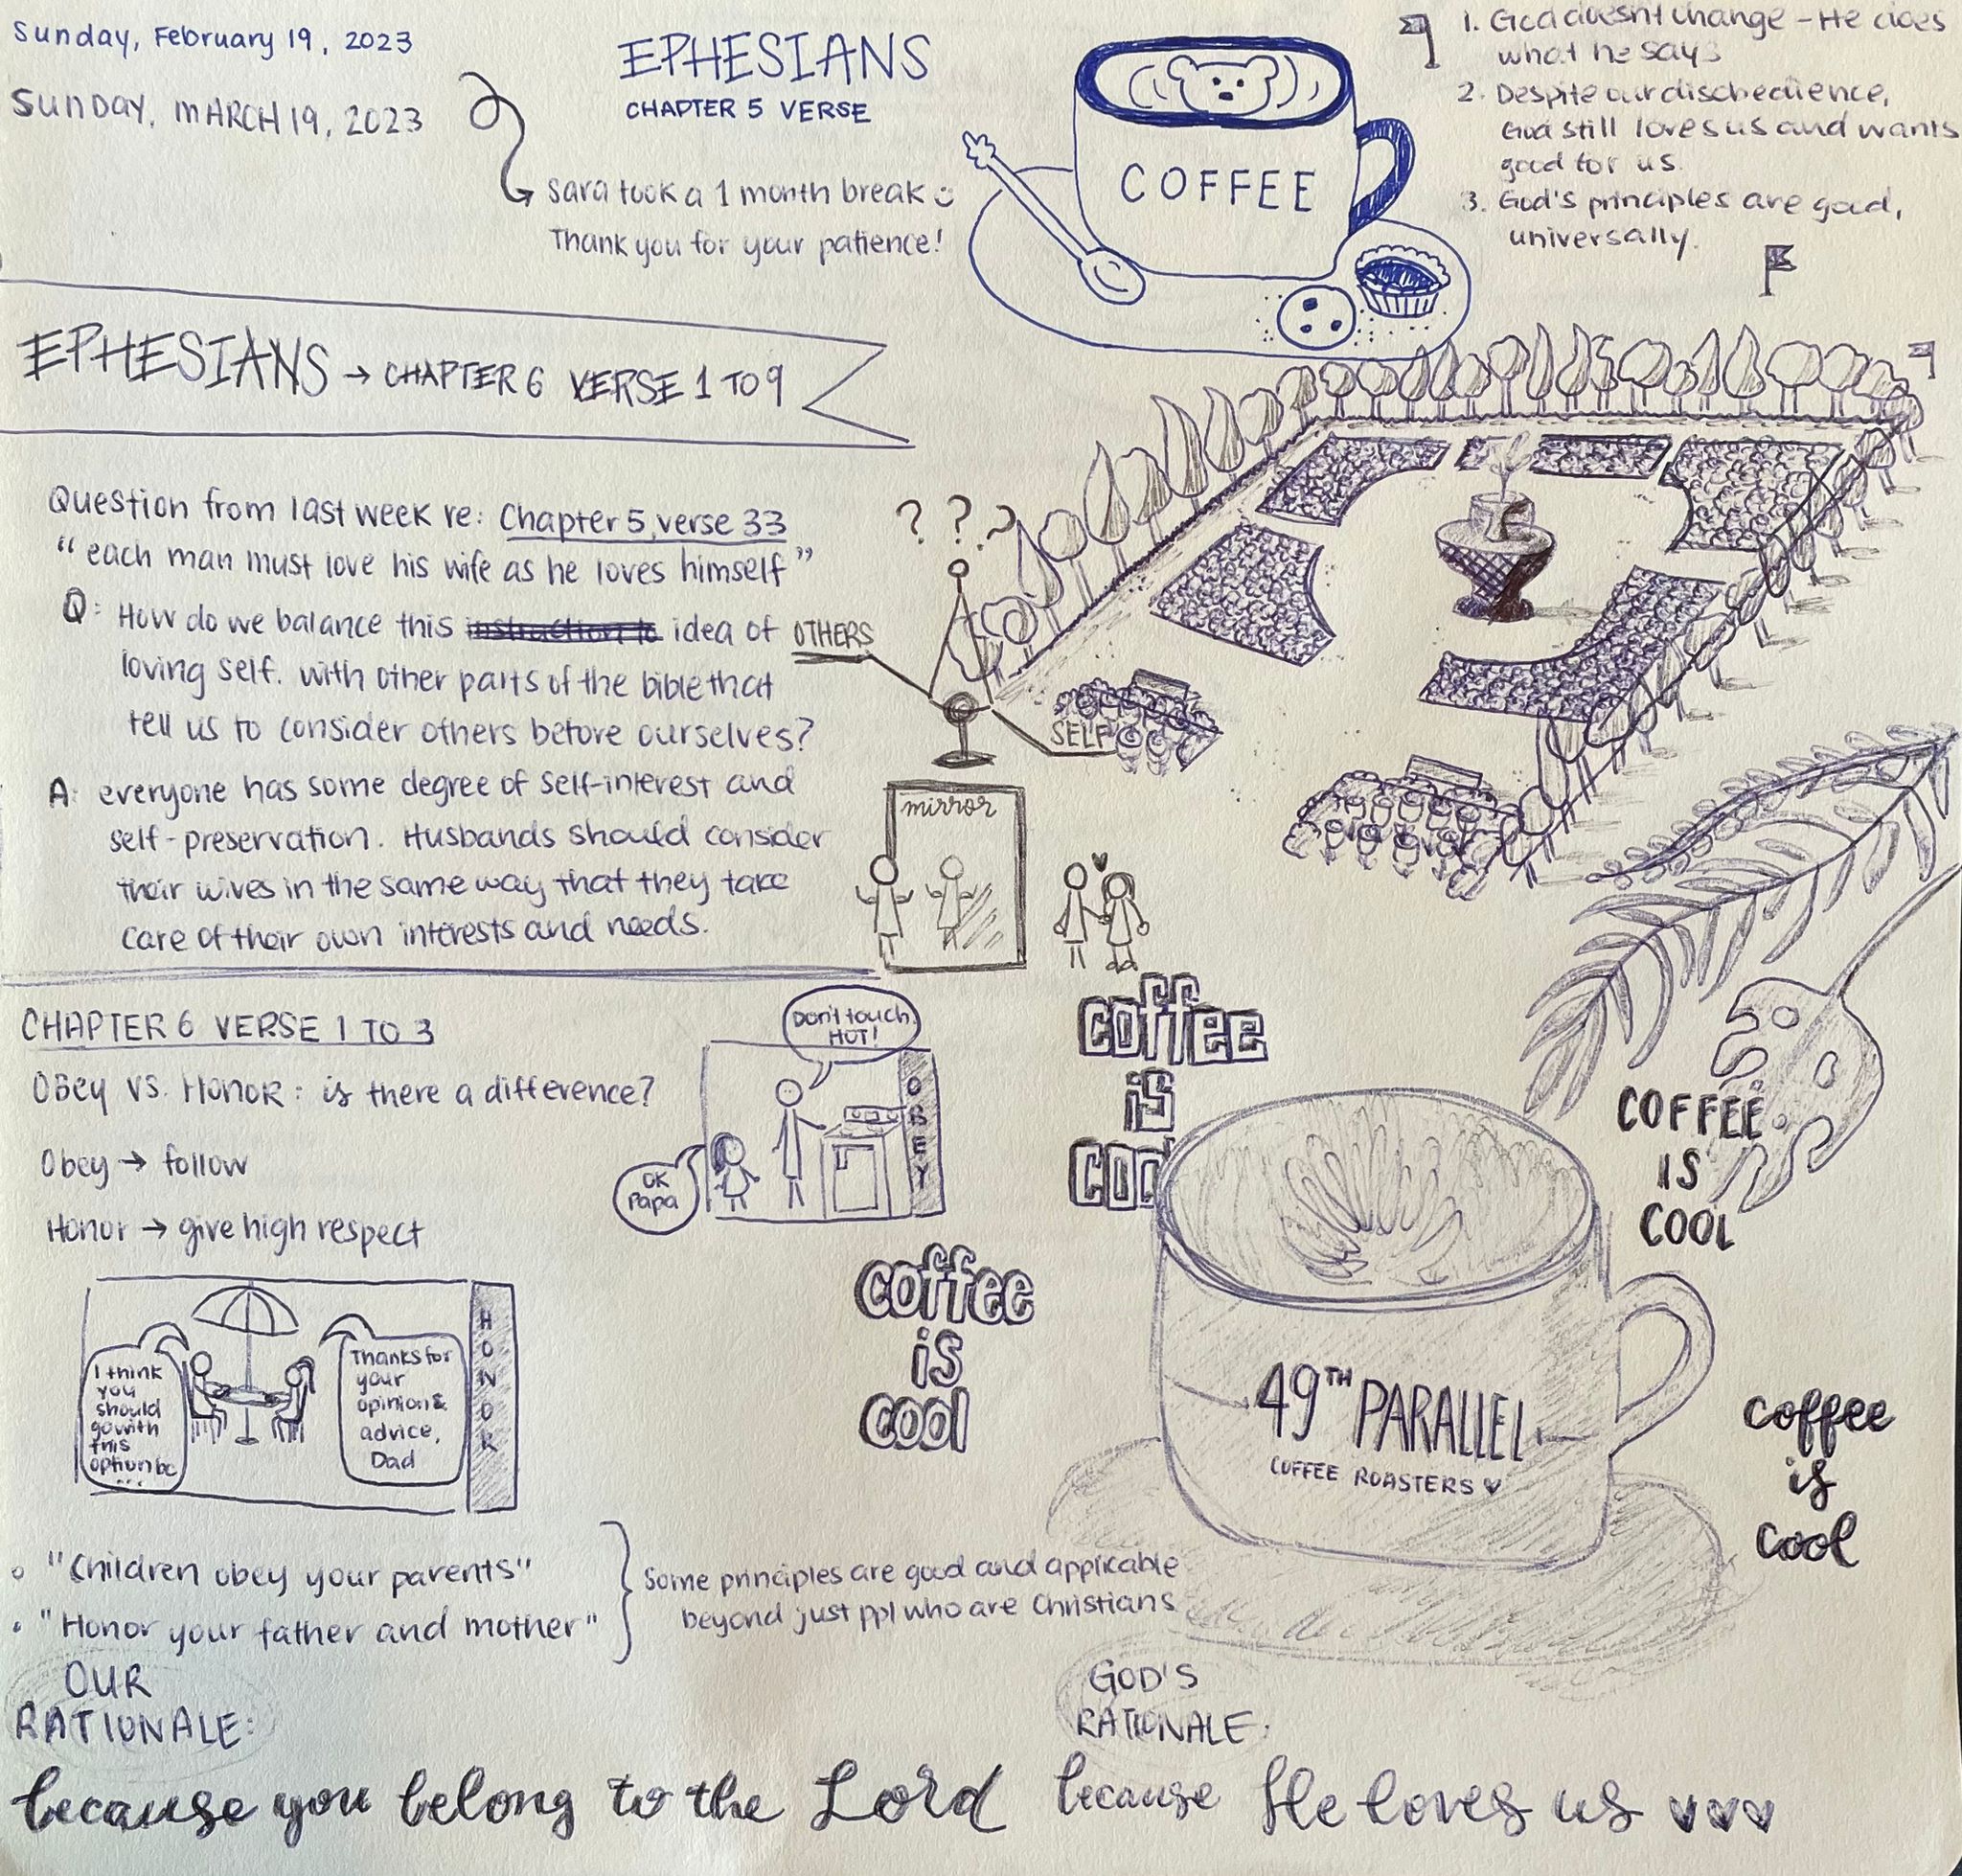 Sunday, February 19, 2023
Sunday, MARCH 19, 2023
Sara took a 1 month break
Thank you for your patience!
EPHESIANS
CHAPTER 5 VERSE
COFFEE
1. God doesn't change - He does
what he says
2. Despite our disobedience,
God still loves us and wants
good for us.
3. God's principles are good,
universally.
EPHESIANS → CHAPTER 6 VERSE 1 TO 9
Question from last week re: Chapter 5, verse 33
"each man must love his wife as he loves himself"
Q: How do we balance this instruction to idea of
loving self. with other parts of the bible that
tell us to consider others before ourselves?
A: everyone has some degree of self-interest and
self-preservation. Husbands should consider
their wives in the same way that they take
care of their own interests and needs.
? ? ?
OTHERS
SELF
mirror
CHAPTER 6 VERSE 1 TO 3
Obey vs. Honor: is there a difference?
Obey → follow
Honor → give high respect
Don't touch.
HOT!
OK
Papa
OBEY
I think
you
should
go with
this
option bc
...
Thanks for
your
opinion &
advice,
Dad
HONOR
coffee
is
coo
coffee
is
cool
COFFEE
IS
COOL
49TH PARALLEL
COFFEE ROASTERS ♥
coffee
is
cool
◦ "Children obey your parents"
• "Honor your father and mother"
Some principles are good and applicable
beyond just ppl who are Christians
OUR
RATIONALE:
because you belong to the Lord
GOD'S
RATIONALE:
because He loves us ♥♥♥